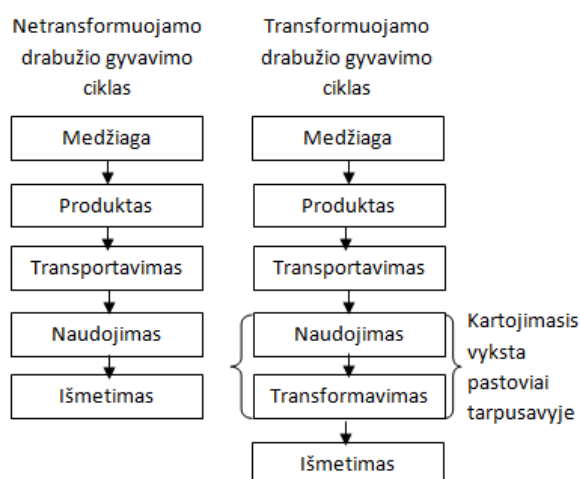 Netransformuojamo
drabužio gyvavimo
ciklas
Medžiaga
Produktas
Transportavimas
Naudojimas
Išmetimas
Transformuojamo
drabužio gyvavimo
ciklas
Medžiaga
Produktas
Transportavimas
Naudojimas
Transformavimas
Išmetimas
Kartojimasis
vyksta
pastoviai
tarpusavyje